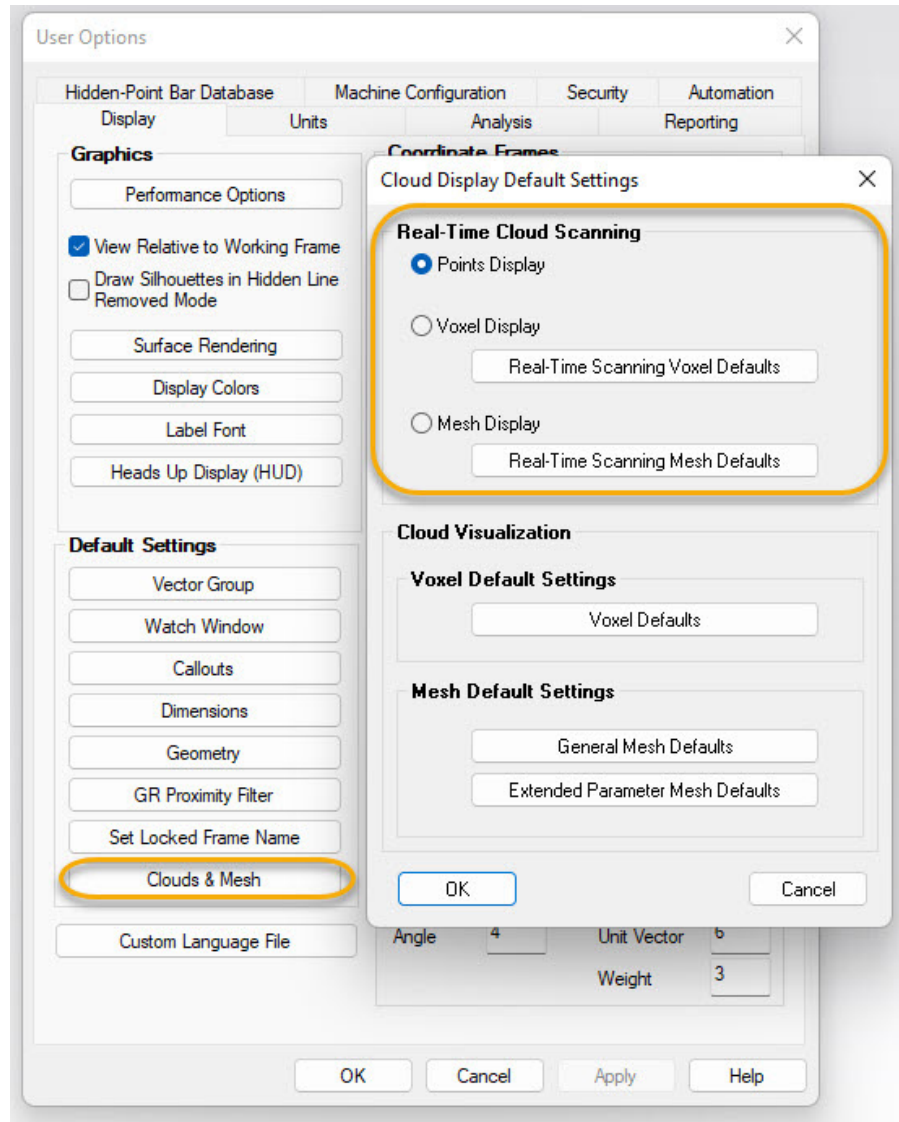 User Options
Hidden-Point Bar Database
Machine Configuration
Security
Automation
Display
Units
Analysis
Reporting
Graphics
Performance Options
View Relative to Working Frame
Draw Silhouettes in Hidden Line
Removed Mode
Surface Rendering
Display Colors
Label Font
Heads Up Display (HUD)
Default Settings
Vector Group
Watch Window
Callouts
Dimensions
Geometry
GR Proximity Filter
Set Locked Frame Name
Clouds & Mesh
Custom Language File
Coordinate Frames
Cloud Display Default Settings
Real-Time Cloud Scanning
Points Display
Voxel Display
Real-Time Scanning Voxel Defaults
Mesh Display
Real-Time Scanning Mesh Defaults
Cloud Visualization
Voxel Default Settings
Voxel Defaults
Mesh Default Settings
General Mesh Defaults
Extended Parameter Mesh Defaults
OK
Cancel
Angle 4
Unit Vector 6
Weight 3
OK
Cancel
Apply
Help